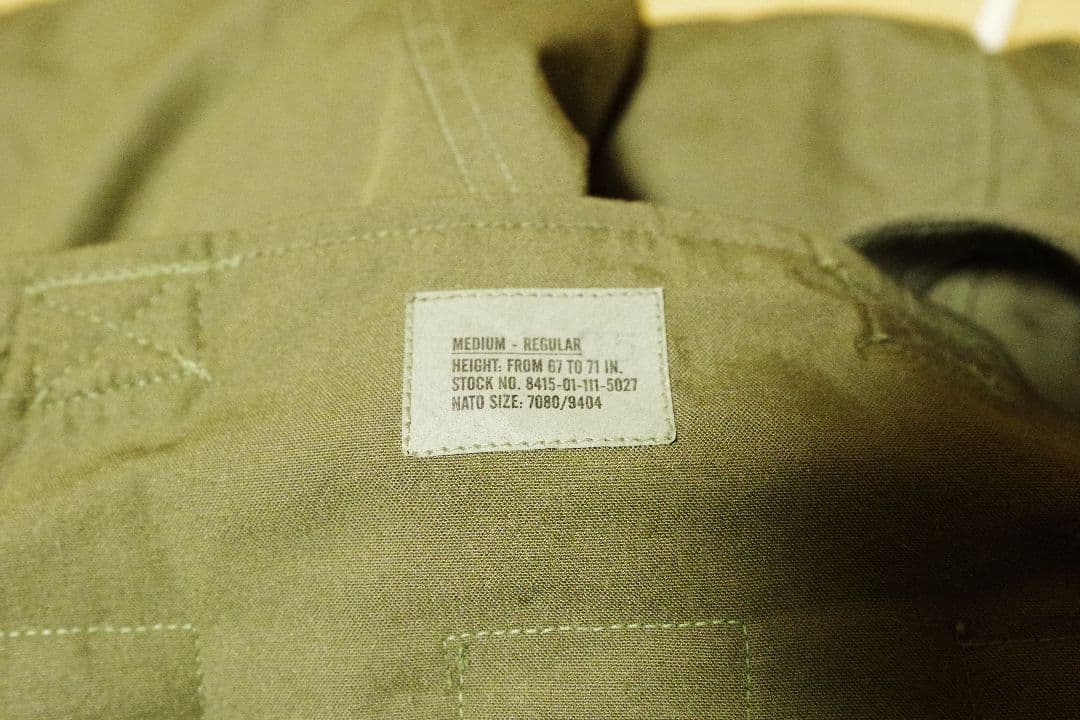 MEDIUM - REGULAR
HEIGHT: FROM 67 TO 71 IN.
STOCK NO. 8415-01-111-5027
NATO SIZE: 7080/9404